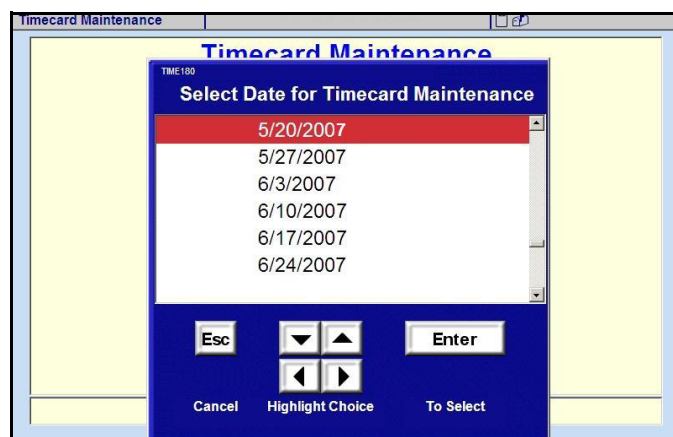 Timecard Maintenance
Timecard Maintenance
TIME180
Select Date for Timecard Maintenance
5/20/2007
5/27/2007
6/3/2007
6/10/2007
6/17/2007
6/24/2007
Esc
Enter
Cancel
Highlight Choice
To Select